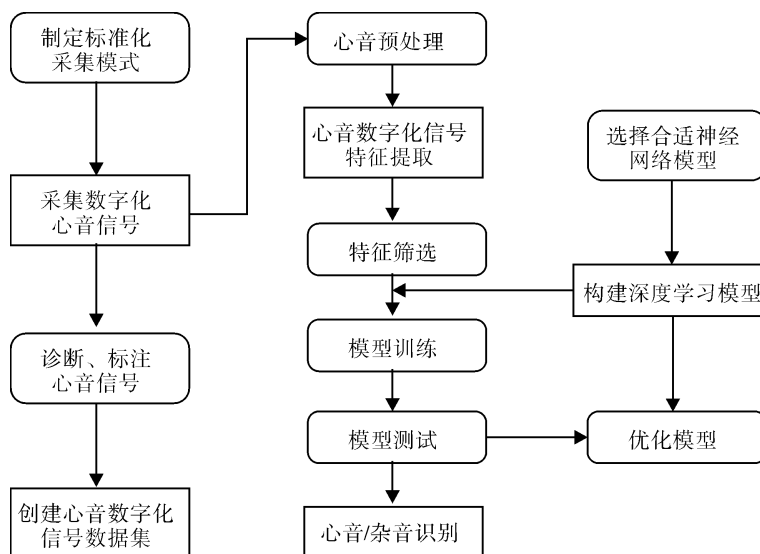 制定标准化
采集模式
采集数字化
心音信号
诊断、标注
心音信号
创建心音数字化
信号数据集
心音预处理
心音数字化信号
特征提取
特征筛选
模型训练
模型测试
心音/杂音识别
选择合适神经
网络模型
构建深度学习模型
优化模型